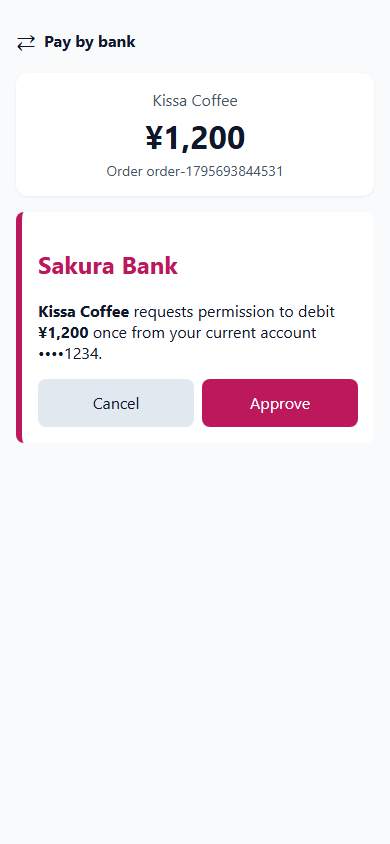 Pay by bank
Kissa Coffee
¥1,200
Order order-1795693844531
Sakura Bank
Kissa Coffee requests permission to debit
¥1,200 once from your current account
••••1234.
Cancel
Approve